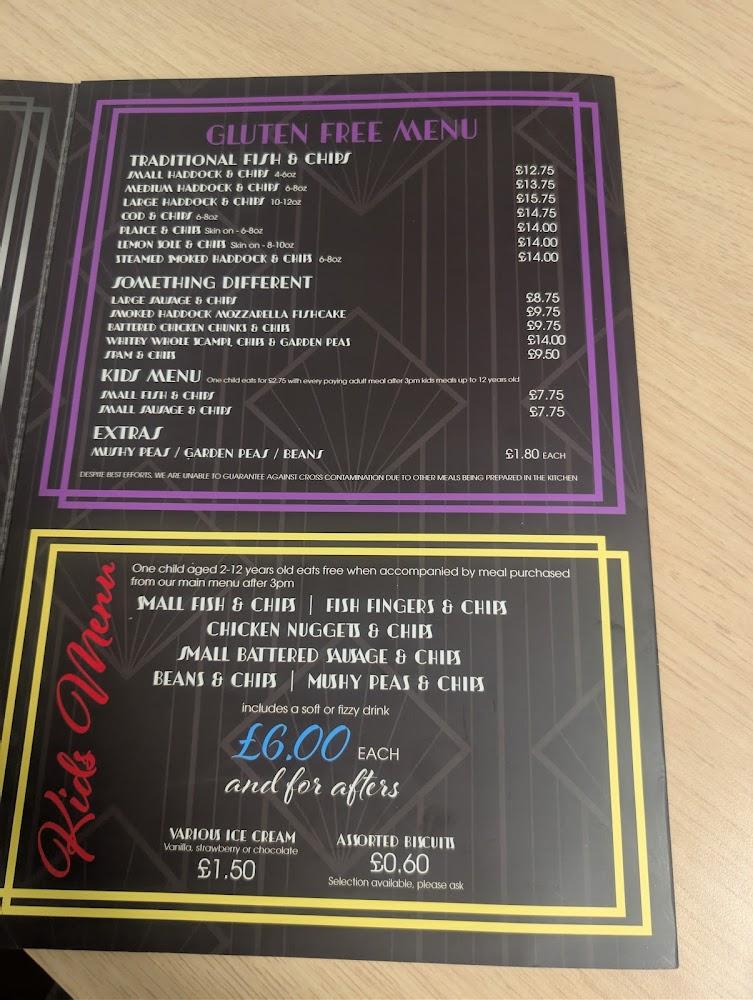 GLUTEN FREE MENU
TRADITIONAL FISH & CHIPS
SMALL HADDOCK & CHIPS 4-6oz £12.75
MEDIUM HADDOCK & CHIPS 6-8oz £13.75
LARGE HADDOCK & CHIPS 10-12oz £15.75
COD & CHIPS 6-8oz £14.75
PLAICE & CHIPS Skin on - 6-8oz £14.00
LEMON SOLE & CHIPS Skin on - 8-10oz £14.00
STEAMED SMOKED HADDOCK & CHIPS 6-8oz £14.00
SOMETHING DIFFERENT
LARGE SAUSAGE & CHIPS £8.75
SMOKED HADDOCK MOZZARELLA FISHCAKE £9.75
BATTERED CHICKEN CHUNKS & CHIPS £9.75
WHITBY WHOLE SCAMPI, CHIPS & GARDEN PEAS £14.00
SPAM & CHIPS £9.50
KIDS MENU One child eats for £2.75 with every paying adult meal after 3pm kids meals up to 12 years old
SMALL FISH & CHIPS £7.75
SMALL SAUSAGE & CHIPS £7.75
EXTRAS
MUSHY PEAS / GARDEN PEAS / BEANS £1.80 EACH
DESPITE BEST EFFORTS, WE ARE UNABLE TO GUARANTEE AGAINST CROSS CONTAMINATION DUE TO OTHER MEALS BEING PREPARED IN THE KITCHEN
Kids Menu
One child aged 2-12 years old eats free when accompanied by meal purchased
from our main menu after 3pm
SMALL FISH & CHIPS | FISH FINGERS & CHIPS
CHICKEN NUGGETS & CHIPS
SMALL BATTERED SAUSAGE & CHIPS
BEANS & CHIPS | MUSHY PEAS & CHIPS
includes a soft or fizzy drink
£6.00 EACH
and for afters
VARIOUS ICE CREAM
Vanilla, strawberry or chocolate
£1.50
ASSORTED BISCUITS
£0.60
Selection available, please ask